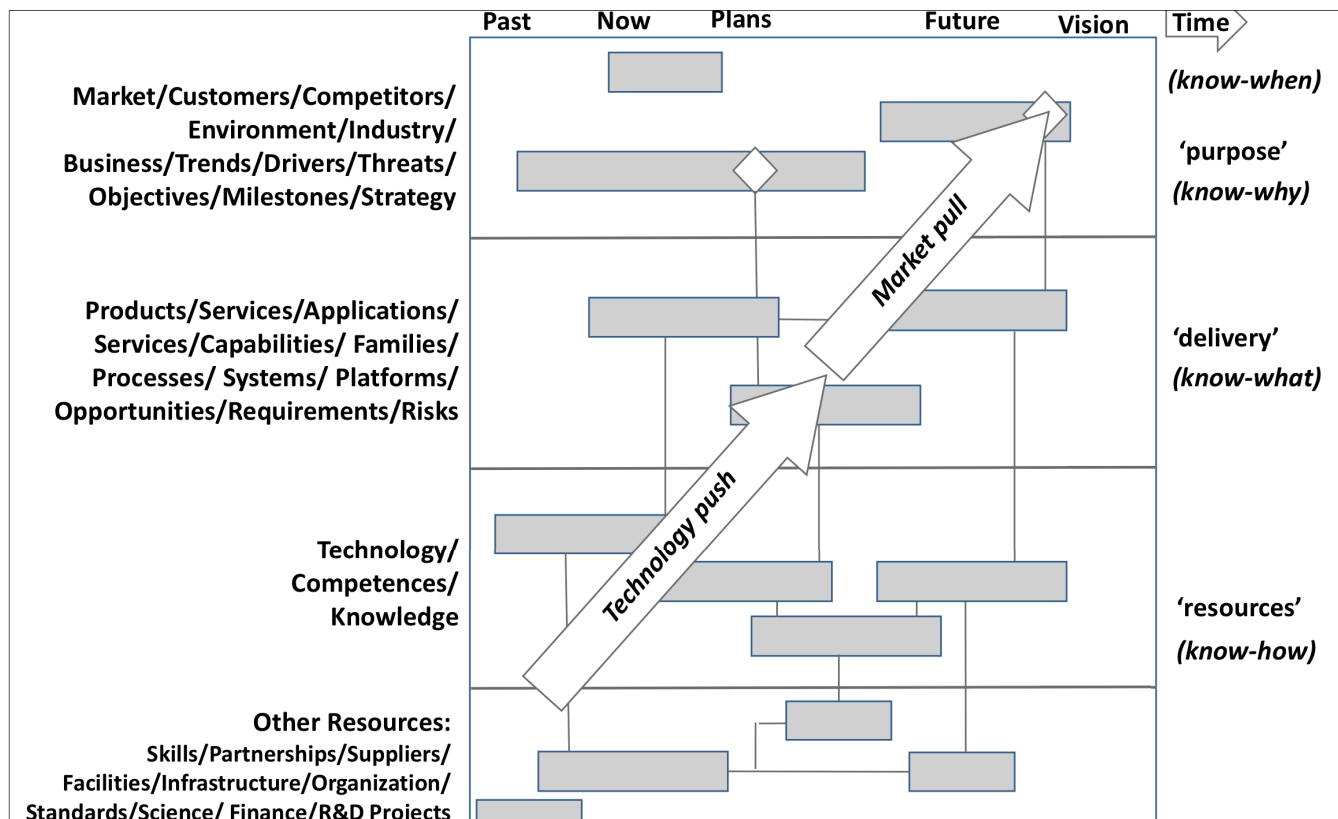 Past Now Plans Future Vision Time
(know-when)
Market/Customers/Competitors/
Environment/Industry/
Business/Trends/Drivers/Threats/
Objectives/Milestones/Strategy
'purpose'
(know-why)
Market pull
Products/Services/Applications/
Services/Capabilities/ Families/
Processes/ Systems/ Platforms/
Opportunities/Requirements/Risks
'delivery'
(know-what)
Technology push
Technology/
Competences/
Knowledge
'resources'
(know-how)
Other Resources:
Skills/Partnerships/Suppliers/
Facilities/Infrastructure/Organization/
Standards/Science/ Finance/R&D Projects